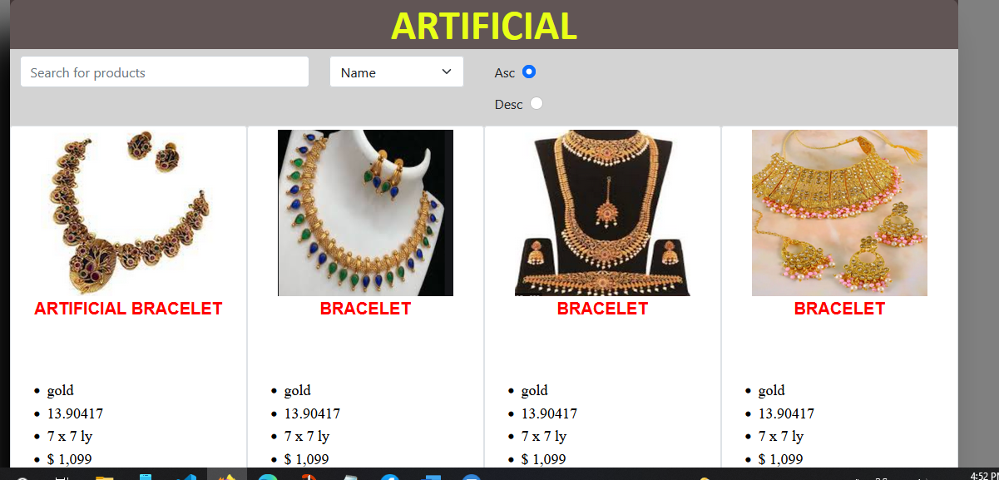 ARTIFICIAL
Search for products
Name
Asc
Desc
ARTIFICIAL BRACELET
BRACELET
BRACELET
BRACELET
gold
13.90417
7 x 7 ly
$ 1,099
gold
13.90417
7 x 7 ly
$ 1,099
gold
13.90417
7 x 7 ly
$ 1,099
gold
13.90417
7 x 7 ly
$ 1,099
4:52